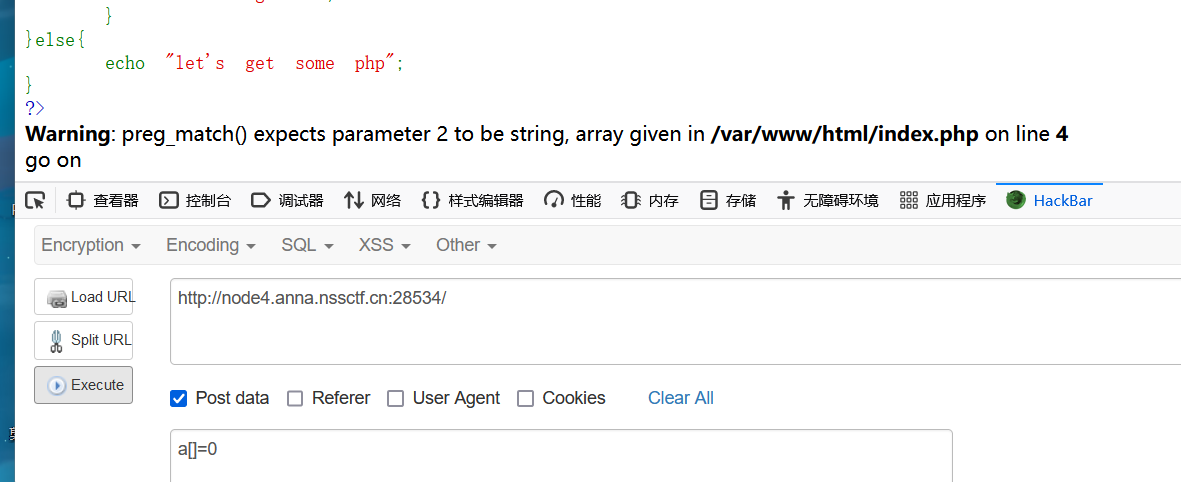 }
}else{
echo "let's get some php";
}
?>
Warning: preg_match() expects parameter 2 to be string, array given in /var/www/html/index.php on line 4
go on
查看器 控制台 调试器 网络 样式编辑器 性能 内存 存储 无障碍环境 应用程序 HackBar
Encryption Encoding SQL XSS Other
Load URL
http://node4.anna.nssctf.cn:28534/
Split URL
Execute
Post data Referer User Agent Cookies Clear All
a[]=0